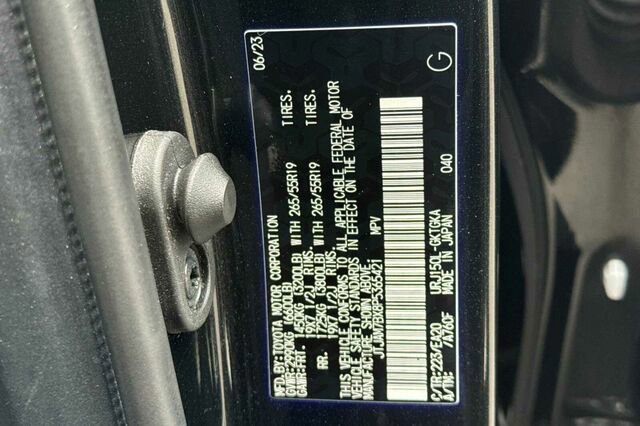 MFD.BY:TOYOTA MOTOR CORPORATION 06/23
GVWR:2990KG (6600LB)
GAWR:FRT. 1450KG (3200LB) WITH 265/55R19 TIRES.
19X7 1/2J RIMS.
RR. 1725KG (3800LB) WITH 265/55R19 TIRES.
19X7 1/2J RIMS.
THIS VEHICLE CONFORMS TO ALL APPLICABLE FEDERAL MOTOR
VEHICLE SAFETY STANDARDS IN EFFECT ON THE DATE OF
MANUFACTURE SHOWN ABOVE.
MPV
C/TR:223/EA20 URJ150L-GKTGKA 040
A/TM: A760F MADE IN JAPAN
G